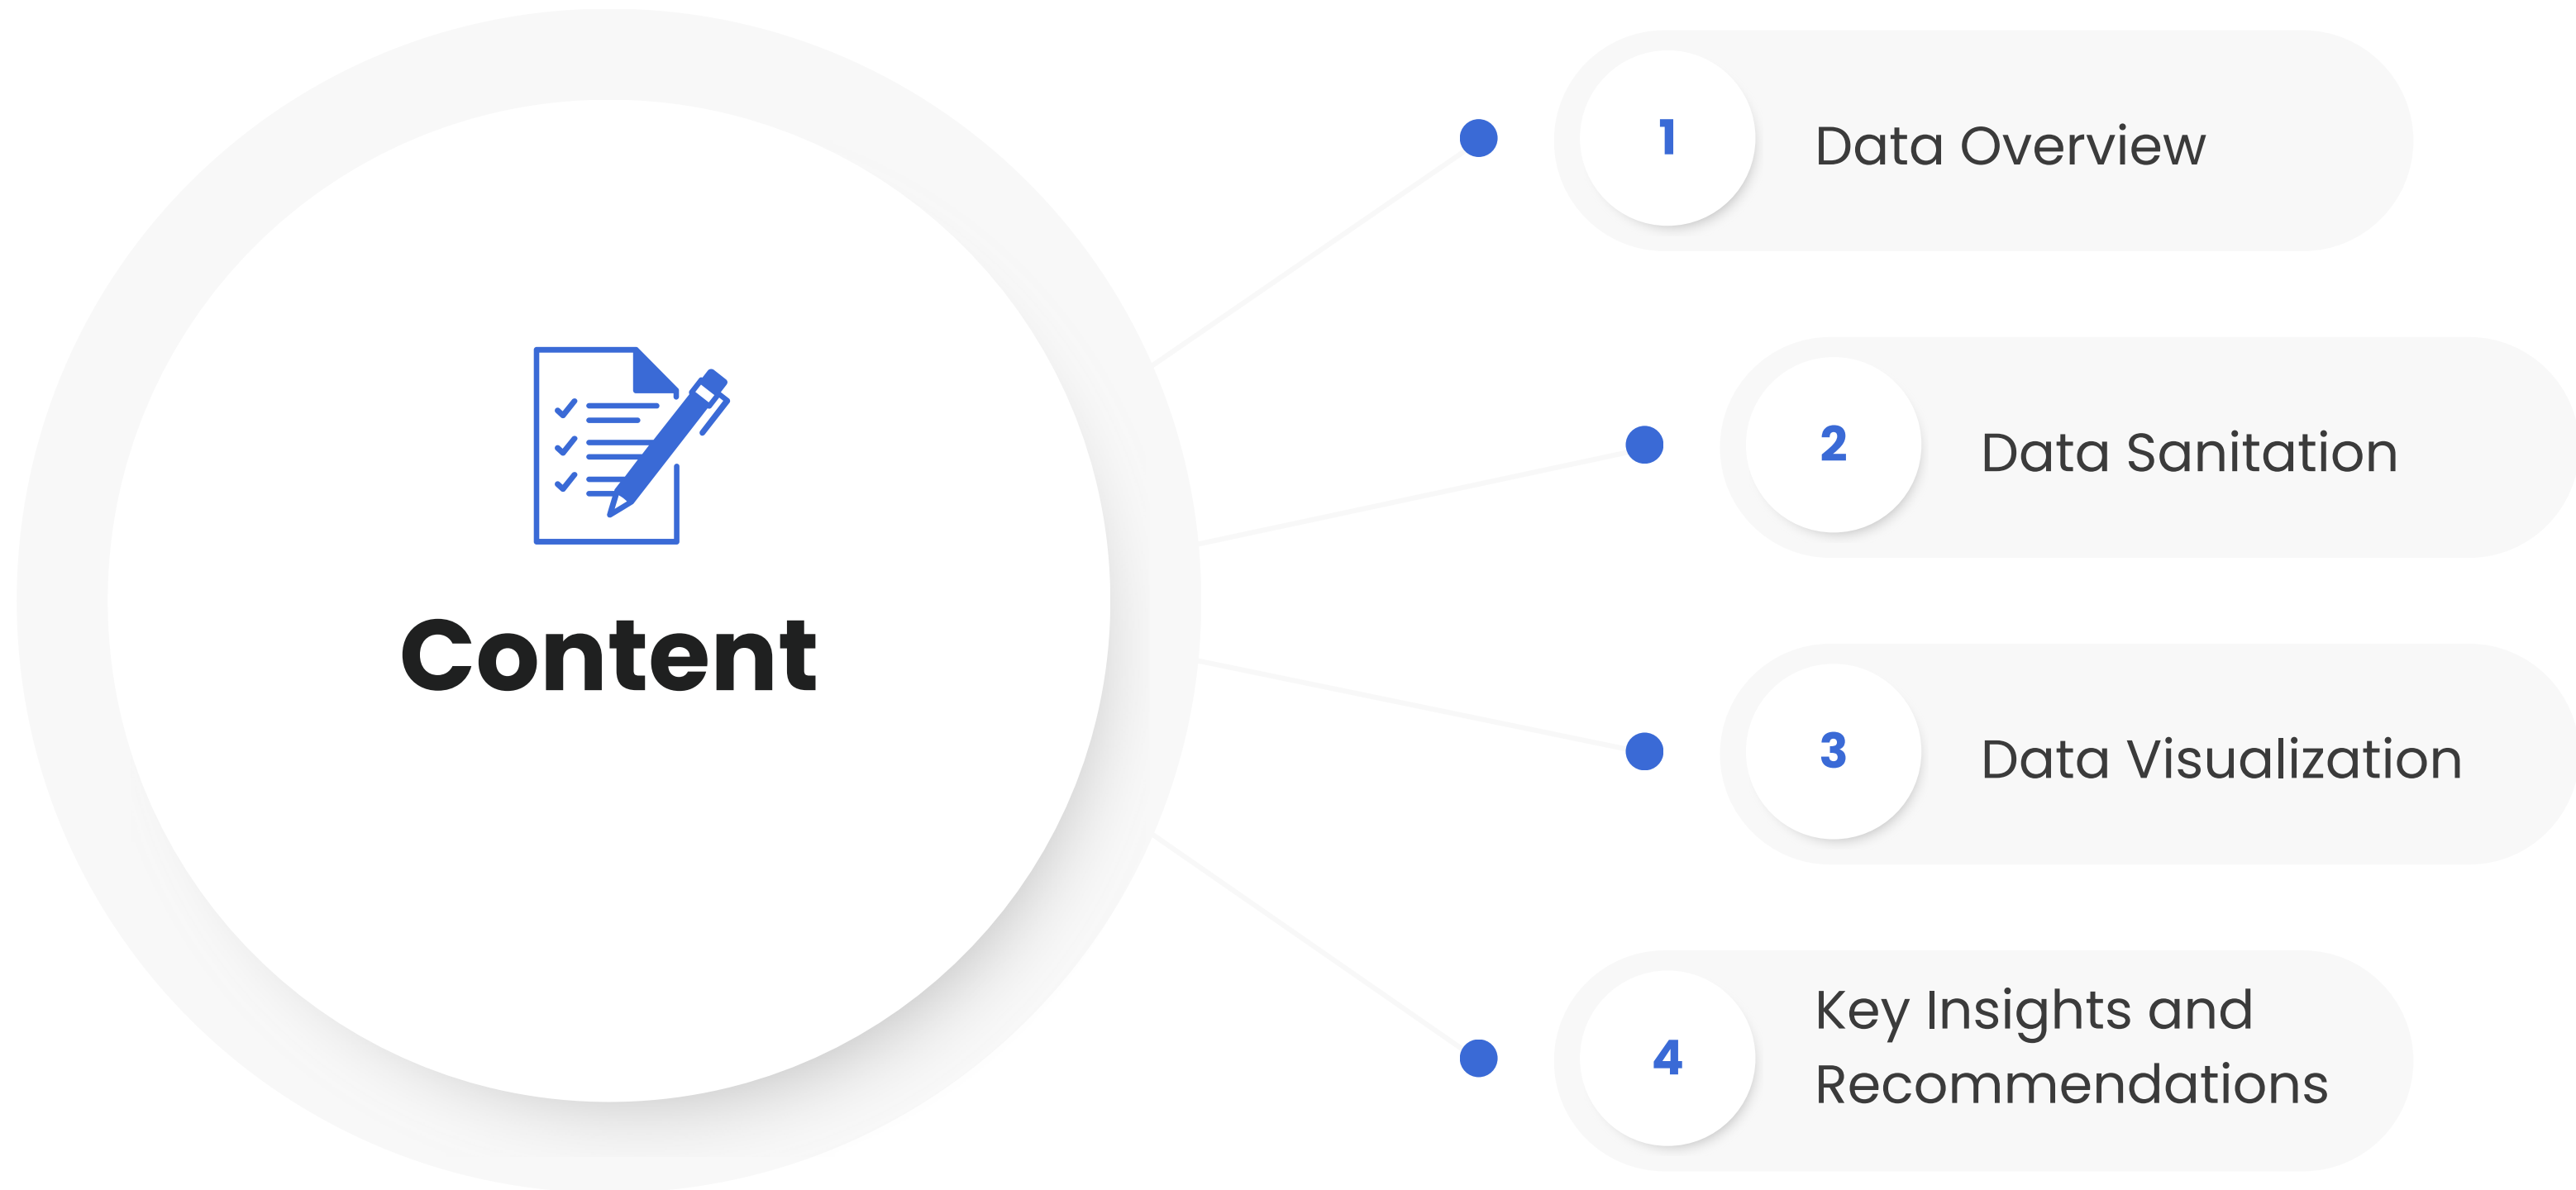 Content
1
Data Overview
2
Data Sanitation
3
Data Visualization
4
Key Insights and
Recommendations